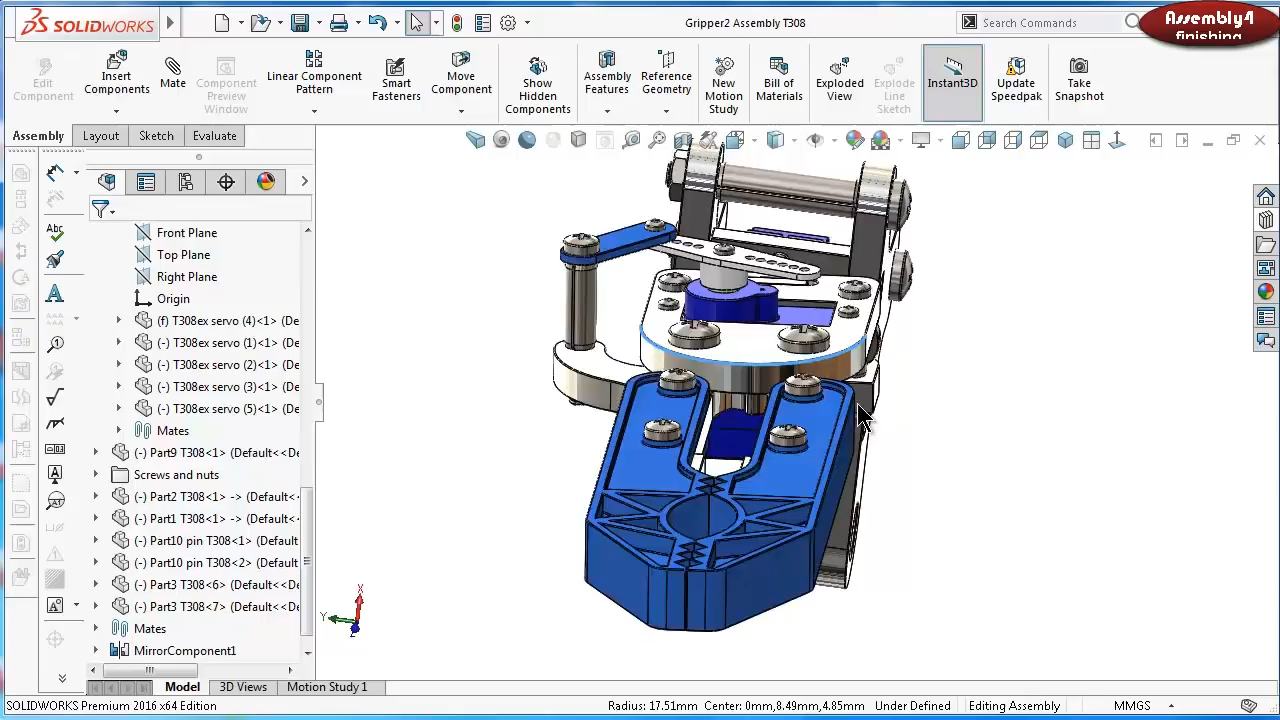 SOLIDWORKS
Gripper2 Assembly T308
Search Commands
Assembly4
finishing
Edit
Component
Insert
Components
Mate
Component
Preview
Window
Linear Component
Pattern
Smart
Fasteners
Move
Component
Show
Hidden
Components
Assembly
Features
Reference
Geometry
New
Motion
Study
Bill of
Materials
Exploded
View
Explode
Line
Sketch
Instant3D
Update
Speedpak
Take
Snapshot
Assembly
Layout
Sketch
Evaluate
Front Plane
Top Plane
Right Plane
Origin
(f) T308ex servo (4)<1> (De
(-) T308ex servo (1)<1> (De
(-) T308ex servo (2)<1> (De
(-) T308ex servo (3)<1> (De
(-) T308ex servo (5)<1> (De
Mates
(-) Part9 T308<1> (Default<<De
Screws and nuts
(-) Part2 T308<1> -> (Default<<
(-) Part1 T308<1> -> (Default<<
(-) Part10 pin T308<1> (Default
(-) Part10 pin T308<2> (Default
(-) Part3 T308<6> (Default<<De
(-) Part3 T308<7> (Default<<De
Mates
MirrorComponent1
X
Y
Z
Model
3D Views
Motion Study 1
SOLIDWORKS Premium 2016 x64 Edition
Radius: 17.51mm Center: 0mm,8.49mm,4.85mm
Under Defined
Editing Assembly
MMGS